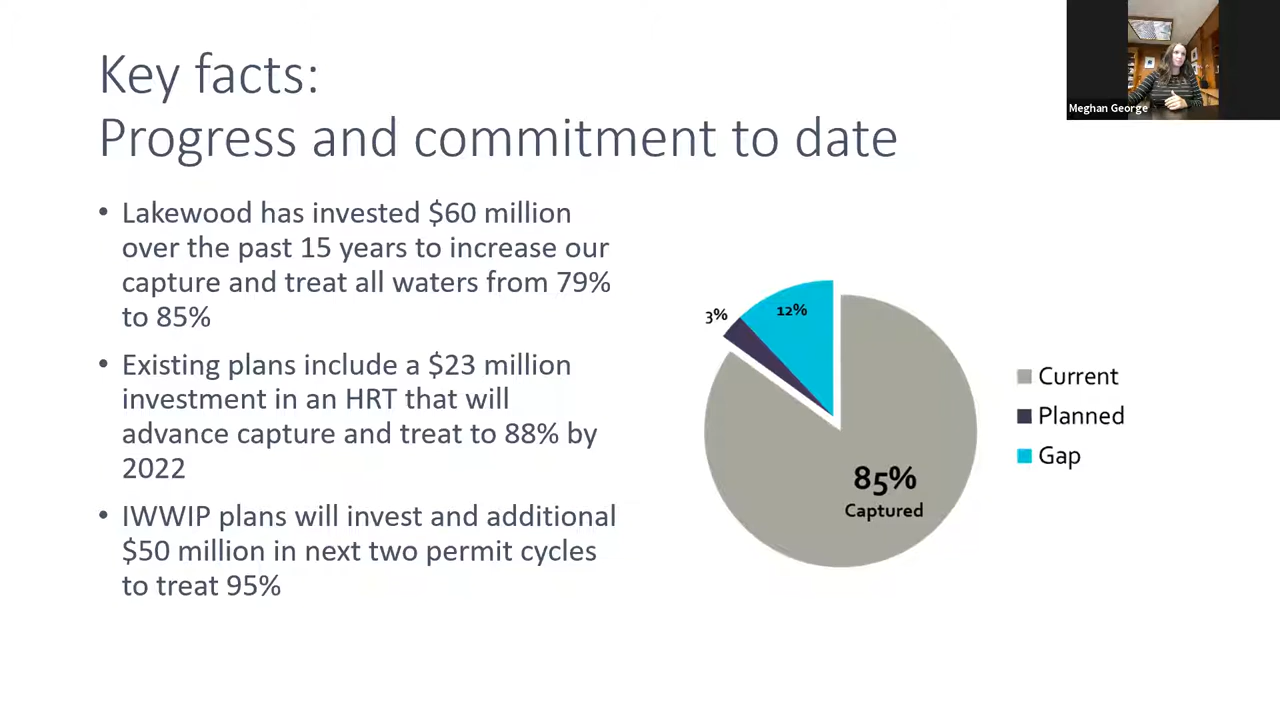 Key facts:
Progress and commitment to date
• Lakewood has invested $60 million
over the past 15 years to increase our
capture and treat all waters from 79%
to 85%
• Existing plans include a $23 million
investment in an HRT that will
advance capture and treat to 88% by
2022
• IWWIP plans will invest and additional
$50 million in next two permit cycles
to treat 95%
3%
12%
85%
Captured
Current
Planned
Gap
Meghan George